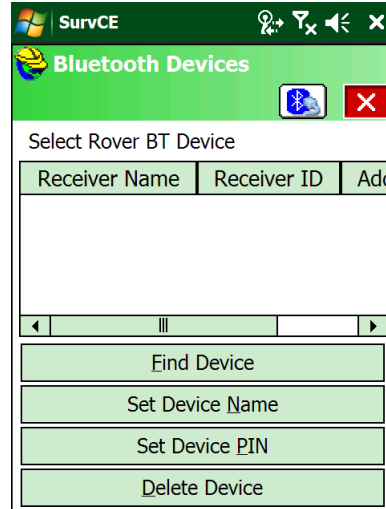 SurvCE
Bluetooth Devices
Select Rover BT Device
Receiver Name Receiver ID Add
Find Device
Set Device Name
Set Device PIN
Delete Device